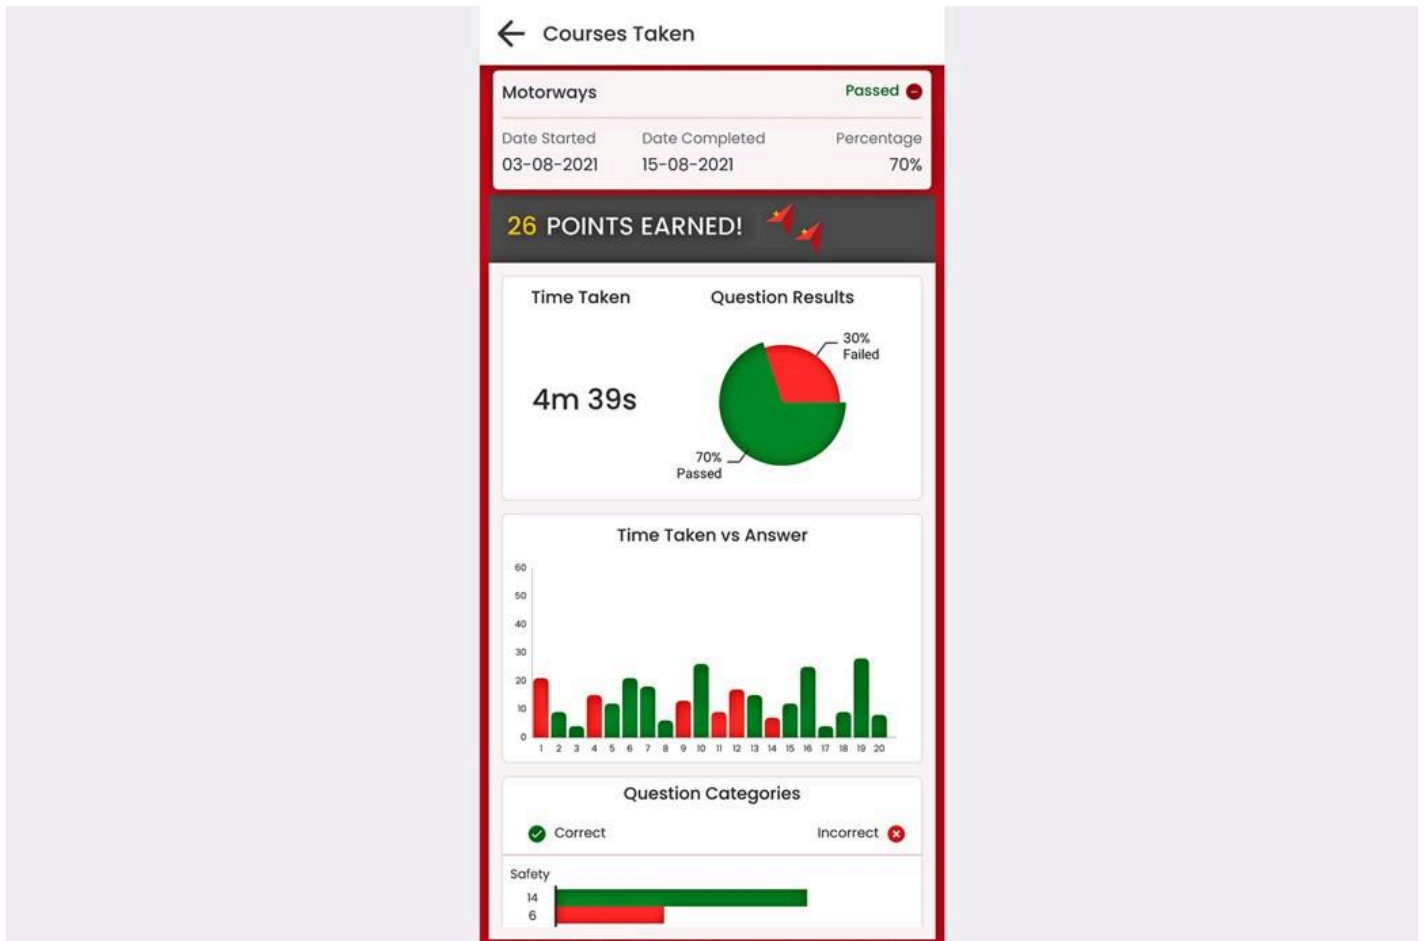 Courses Taken
Motorways Passed
Date Started Date Completed Percentage
03-08-2021 15-08-2021 70%
26 POINTS EARNED!
Time Taken Question Results
30%
Failed
4m 39s
70%
Passed
Time Taken vs Answer
60
50
40
30
20
10
0
1 2 3 4 5 6 7 8 9 10 11 12 13 14 15 16 17 18 19 20
Question Categories
Correct Incorrect
Safety
14
6